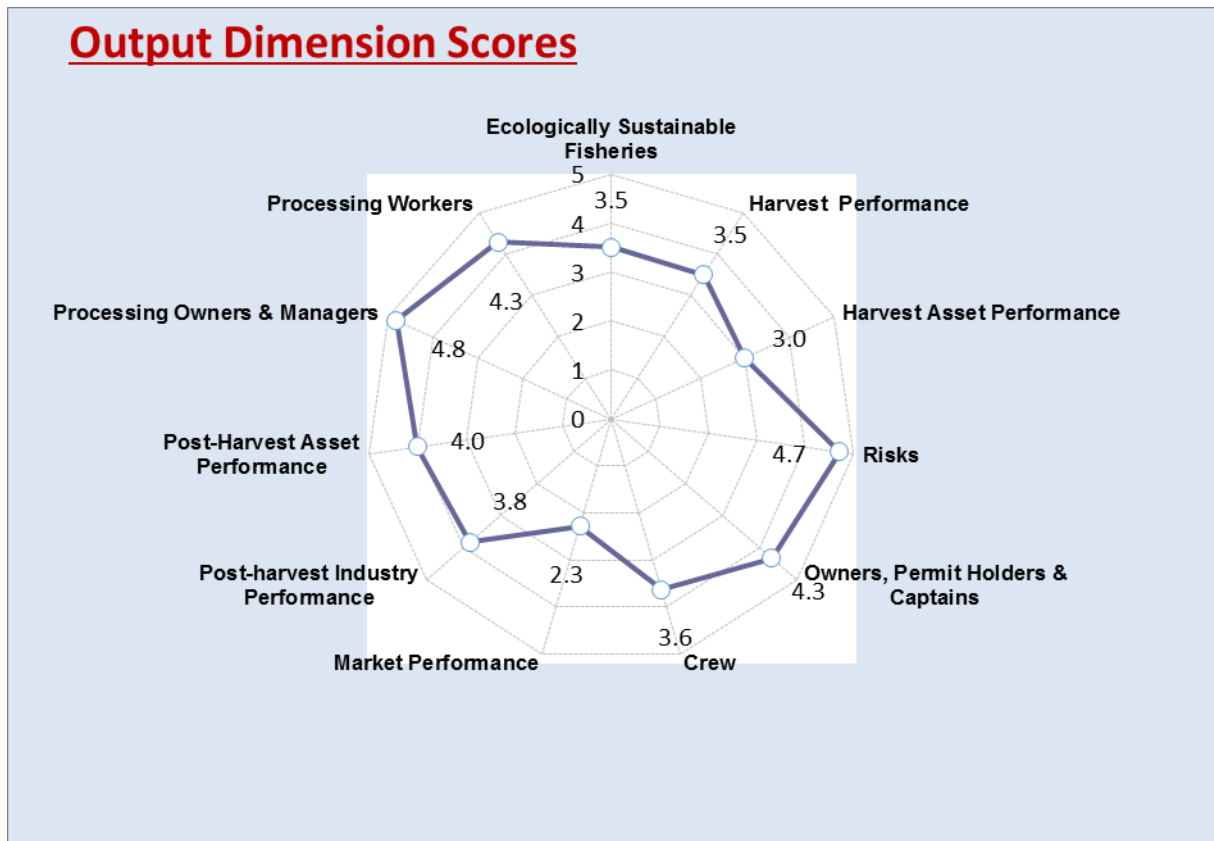 Output Dimension Scores
Ecologically Sustainable
Fisheries
5
3.5
Processing Workers
Harvest Performance
4
3.5
3
4.3
Processing Owners & Managers
Harvest Asset Performance
4.8
2
3.0
1
0
Post-Harvest Asset
Performance
4.0
4.7
Risks
3.8
Post-harvest Industry
Performance
2.3
Owners, Permit Holders &
Captains
4.3
3.6
Market Performance
Crew